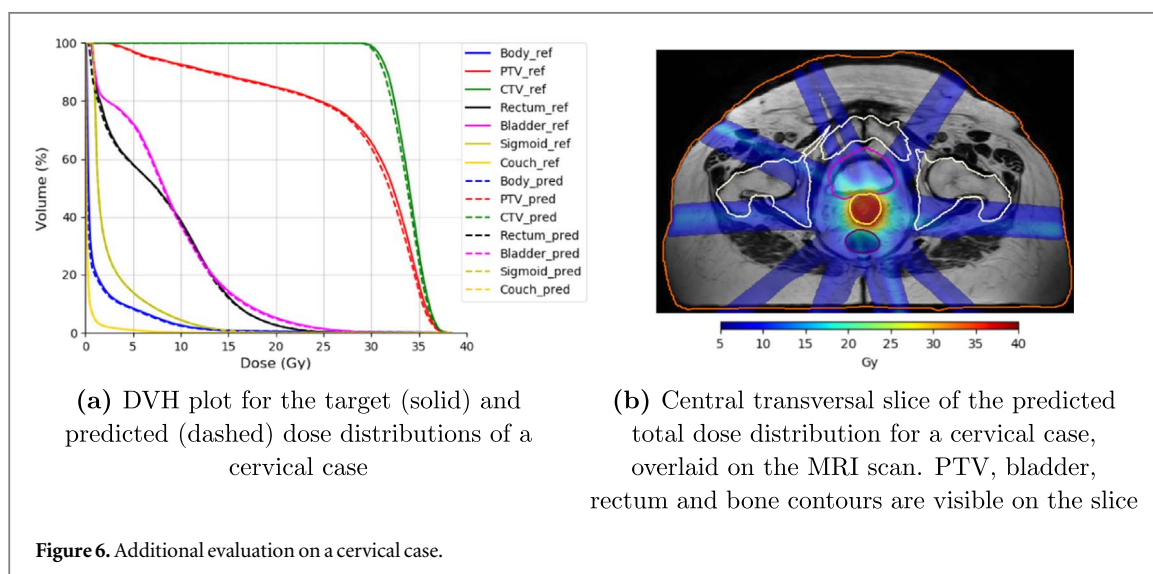 100
80
60
40
20
0
Volume (%)
0 5 10 15 20 25 30 35 40
Dose (Gy)
Body_ref
PTV_ref
CTV_ref
Rectum_ref
Bladder_ref
Sigmoid_ref
Couch_ref
Body_pred
PTV_pred
CTV_pred
Rectum_pred
Bladder_pred
Sigmoid_pred
Couch_pred
(a) DVH plot for the target (solid) and
predicted (dashed) dose distributions of a
cervical case
5 10 15 20 25 30 35 40
Gy
(b) Central transversal slice of the predicted
total dose distribution for a cervical case,
overlaid on the MRI scan. PTV, bladder,
rectum and bone contours are visible on the slice
Figure 6. Additional evaluation on a cervical case.